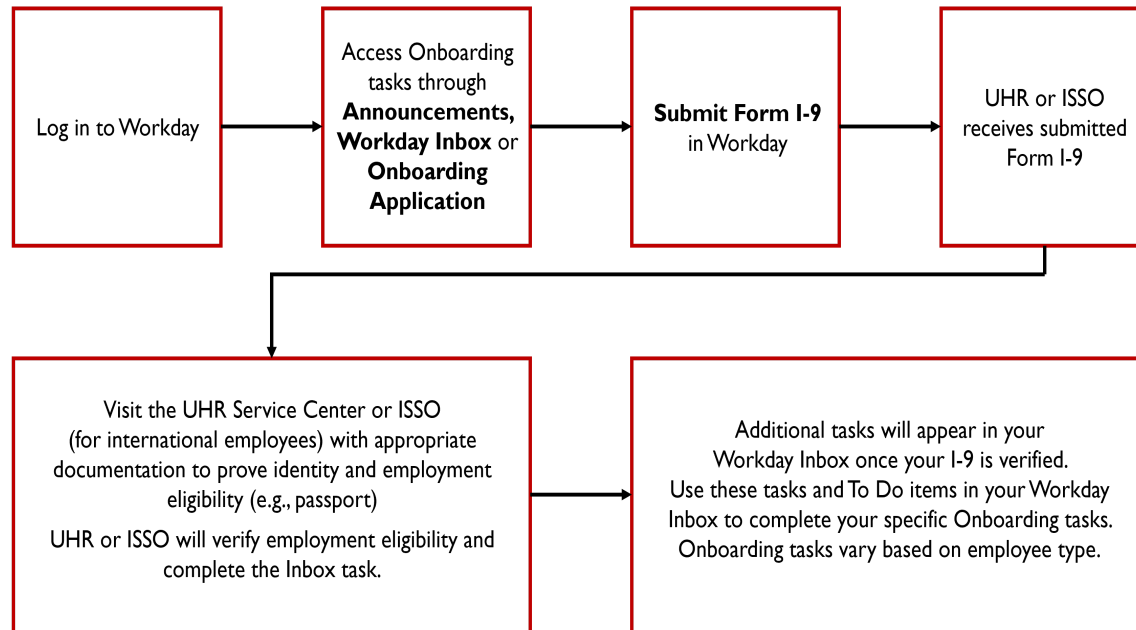 Log in to Workday
Access Onboarding
tasks through
Announcements,
Workday Inbox or
Onboarding
Application
Submit Form I-9
in Workday
UHR or ISSO
receives submitted
Form I-9
Visit the UHR Service Center or ISSO
(for international employees) with appropriate
documentation to prove identity and employment
eligibility (e.g., passport)
UHR or ISSO will verify employment eligibility and
complete the Inbox task.
Additional tasks will appear in your
Workday Inbox once your I-9 is verified.
Use these tasks and To Do items in your Workday
Inbox to complete your specific Onboarding tasks.
Onboarding tasks vary based on employee type.